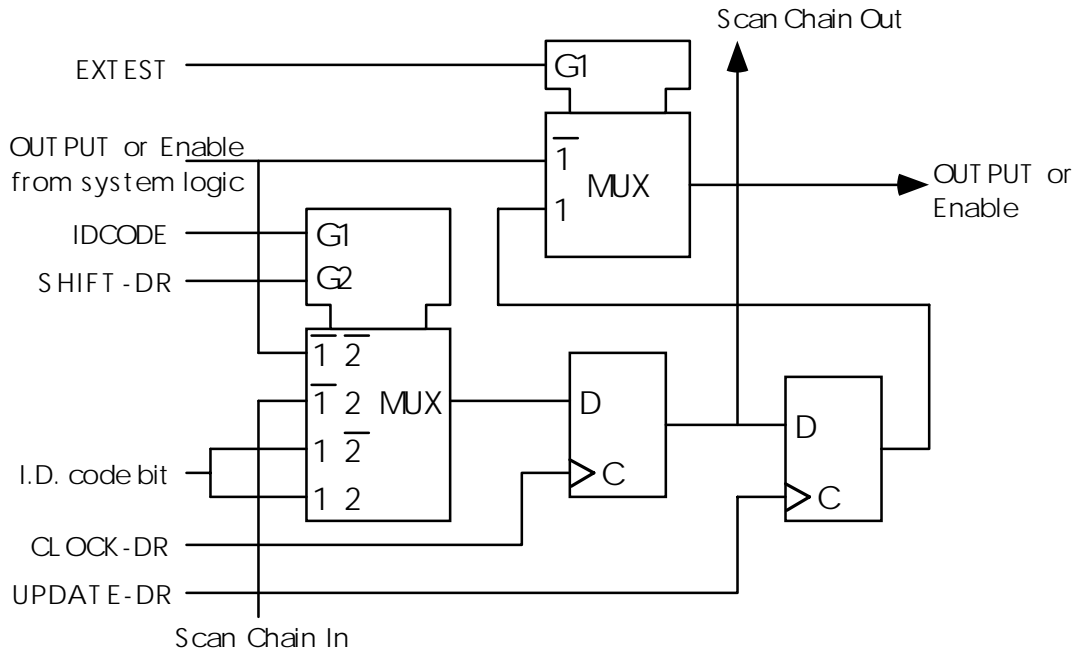 Scan Chain Out
EXTEST
G1
OUTPUT or Enable
from system logic
1̅
MUX
1
OUTPUT or
Enable
IDCODE
G1
SHIFT-DR
G2
1̅ 2̅
1̅ 2 MUX
1 2̅
1 2
D
C
D
C
I.D. code bit
CLOCK-DR
UPDATE-DR
Scan Chain In